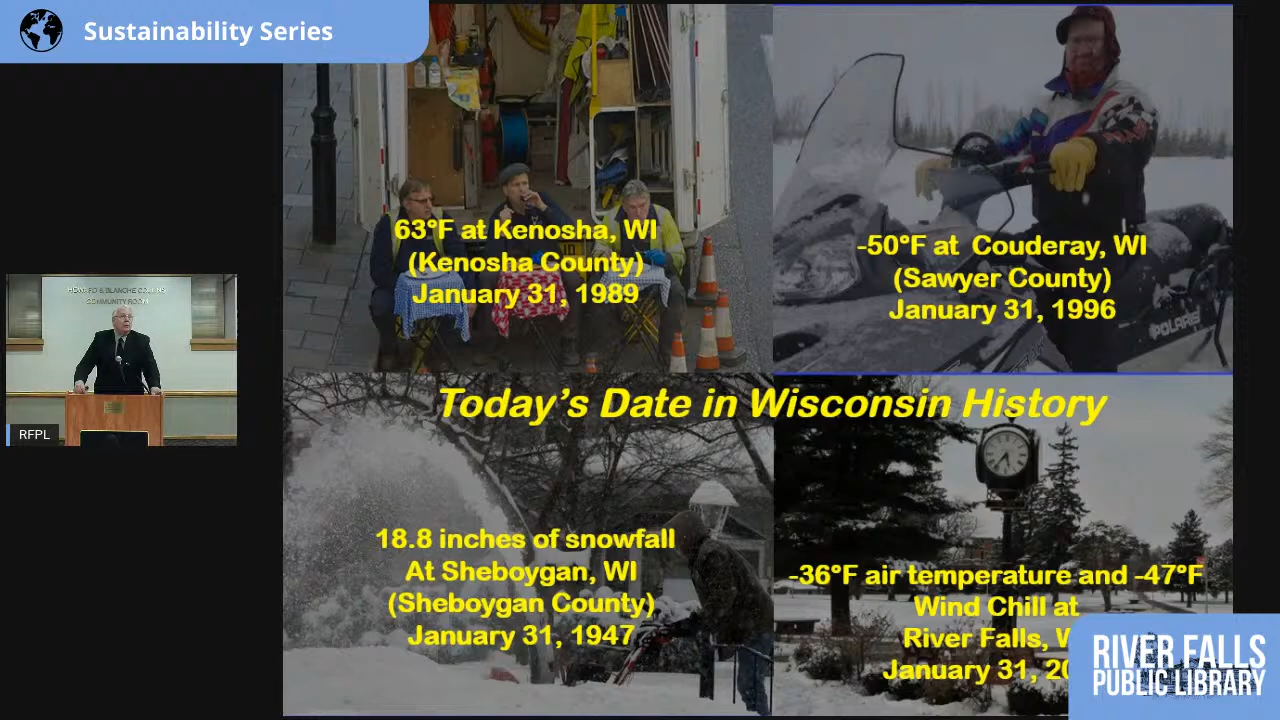 Sustainability Series
63°F at Kenosha, WI
(Kenosha County)
January 31, 1989
-50°F at Couderay, WI
(Sawyer County)
January 31, 1996
POLARIS
HOWARD & BLANCHE COLLINS
COMMUNITY ROOM
RFPL
Today's Date in Wisconsin History
18.8 inches of snowfall
At Sheboygan, WI
(Sheboygan County)
January 31, 1947
-36°F air temperature and -47°F
Wind Chill at
River Falls, W
January 31, 20
RIVER FALLS
PUBLIC LIBRARY